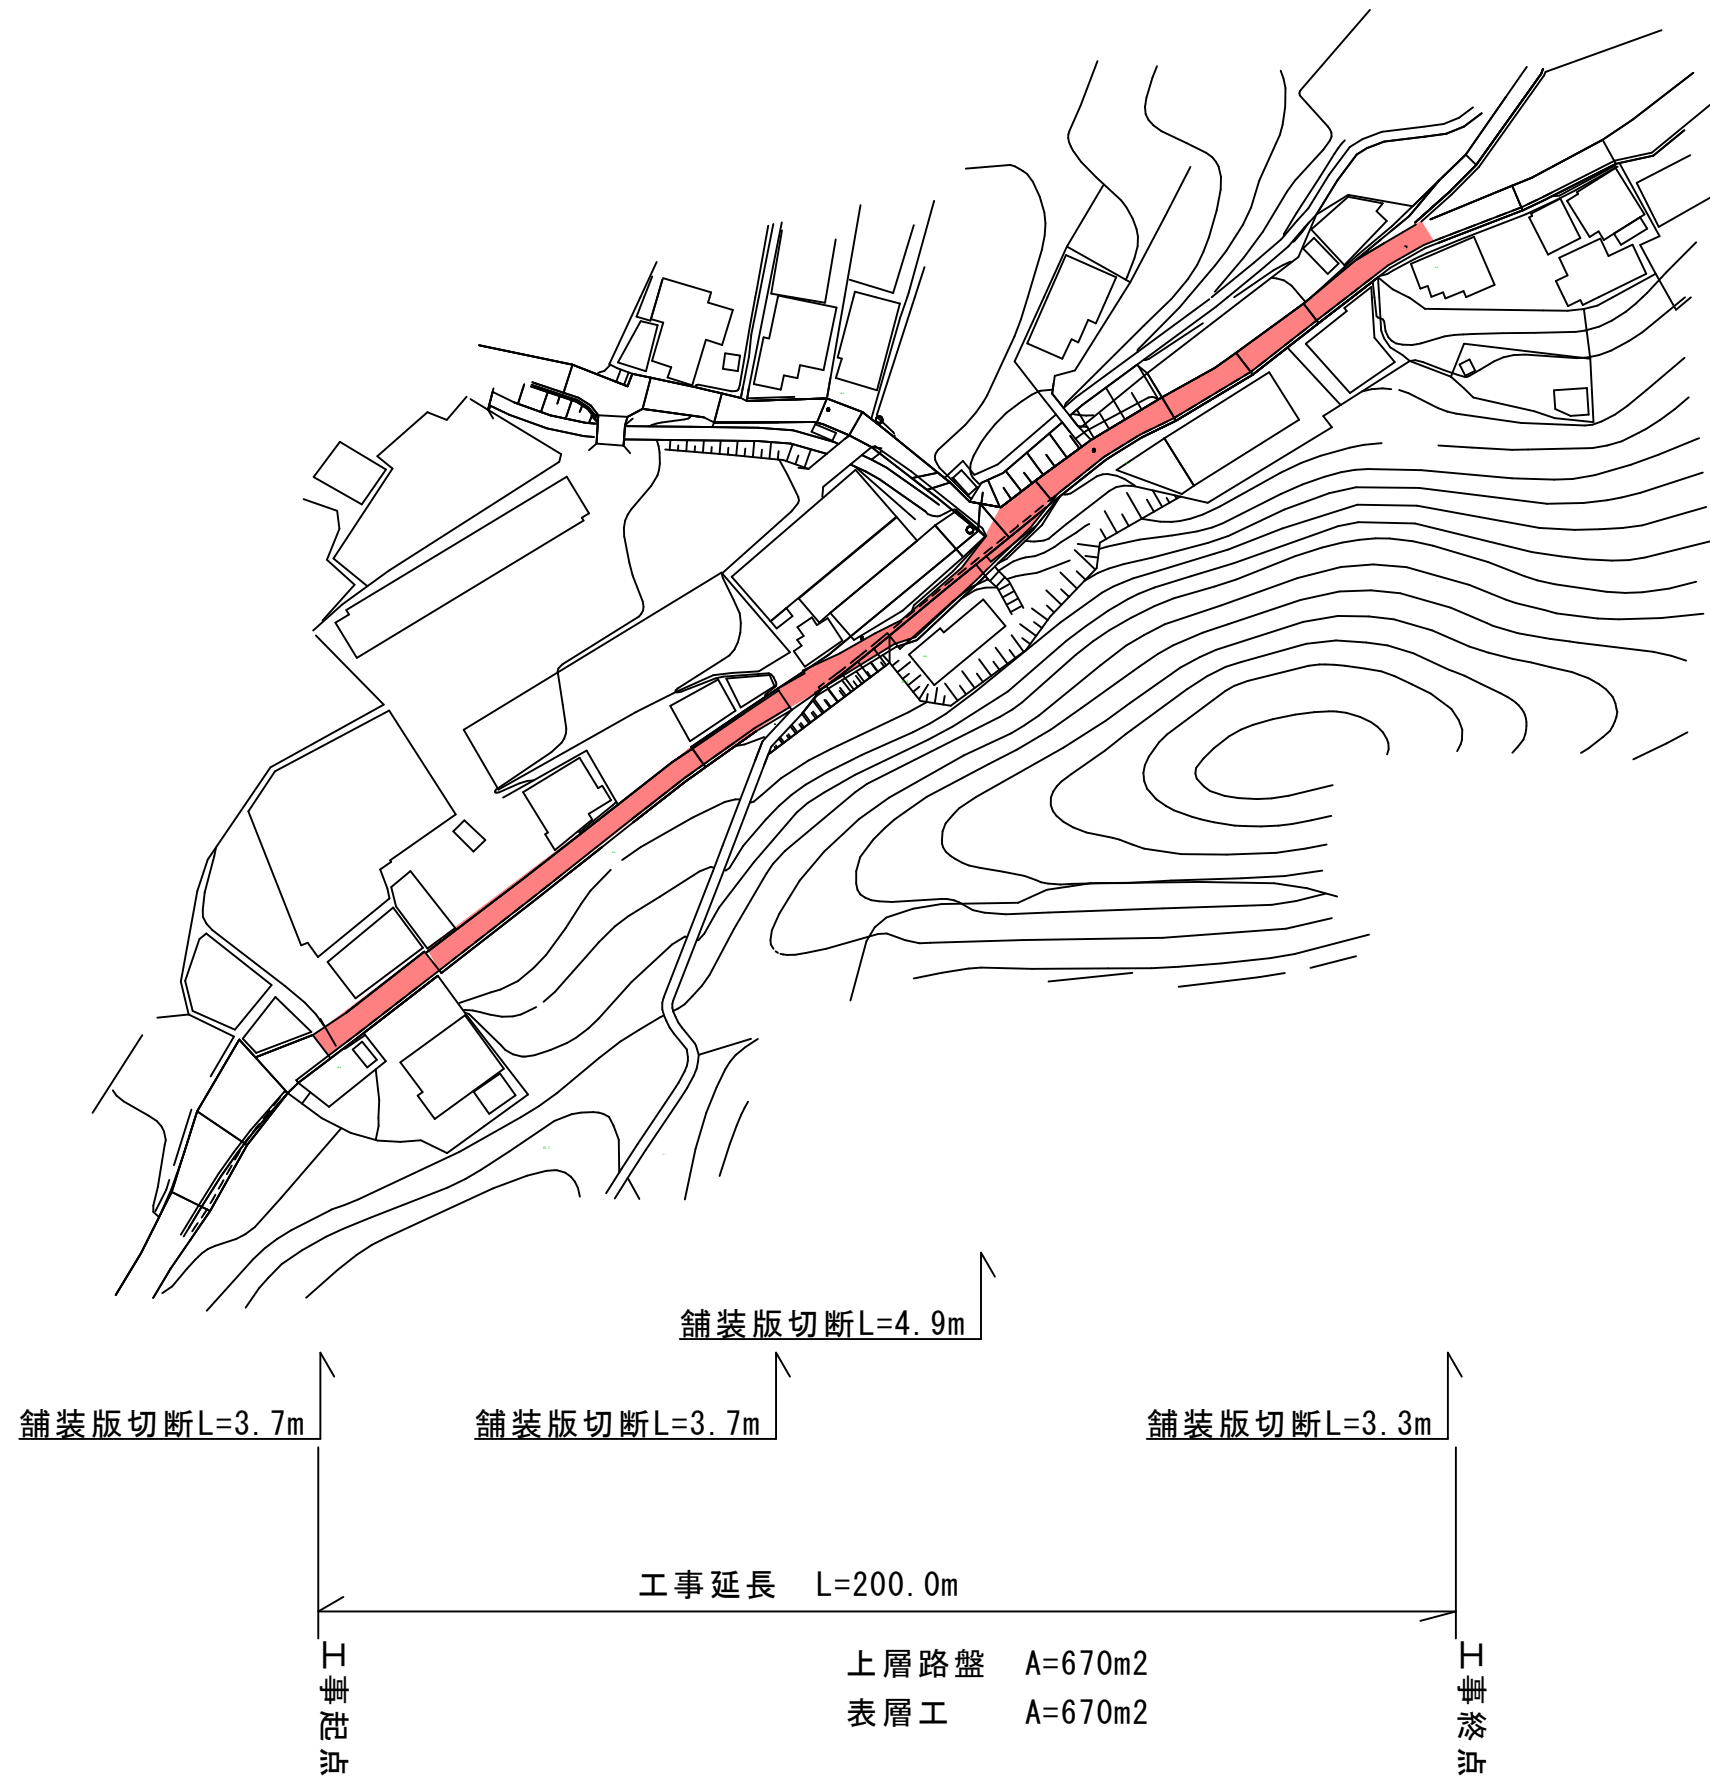 舗装版切断L=4.9m
舗装版切断L=3.7m
舗装版切断L=3.7m
舗装版切断L=3.3m
工事延長 L=200.0m
工事起点
上層路盤 A=670m2
表層工 A=670m2
工事終点